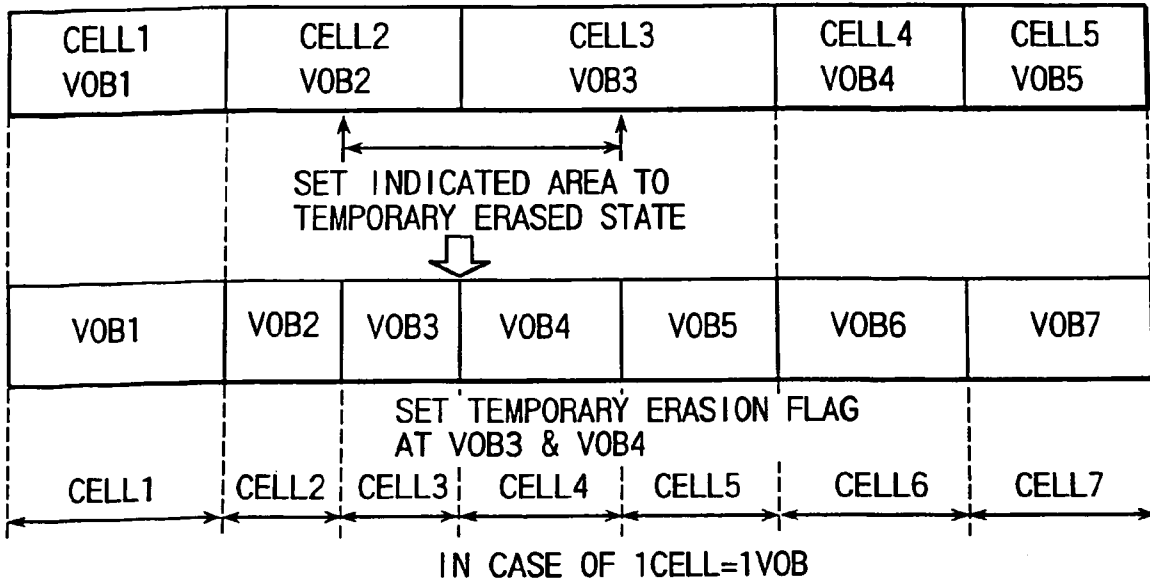 CELL1 CELL2 CELL3 CELL4 CELL5
VOB1 VOB2 VOB3 VOB4 VOB5
SET INDICATED AREA TO
TEMPORARY ERASED STATE
VOB1 VOB2 VOB3 VOB4 VOB5 VOB6 VOB7
SET TEMPORARY ERASION FLAG
AT VOB3 & VOB4
CELL1 CELL2 CELL3 CELL4 CELL5 CELL6 CELL7
IN CASE OF 1CELL=1VOB